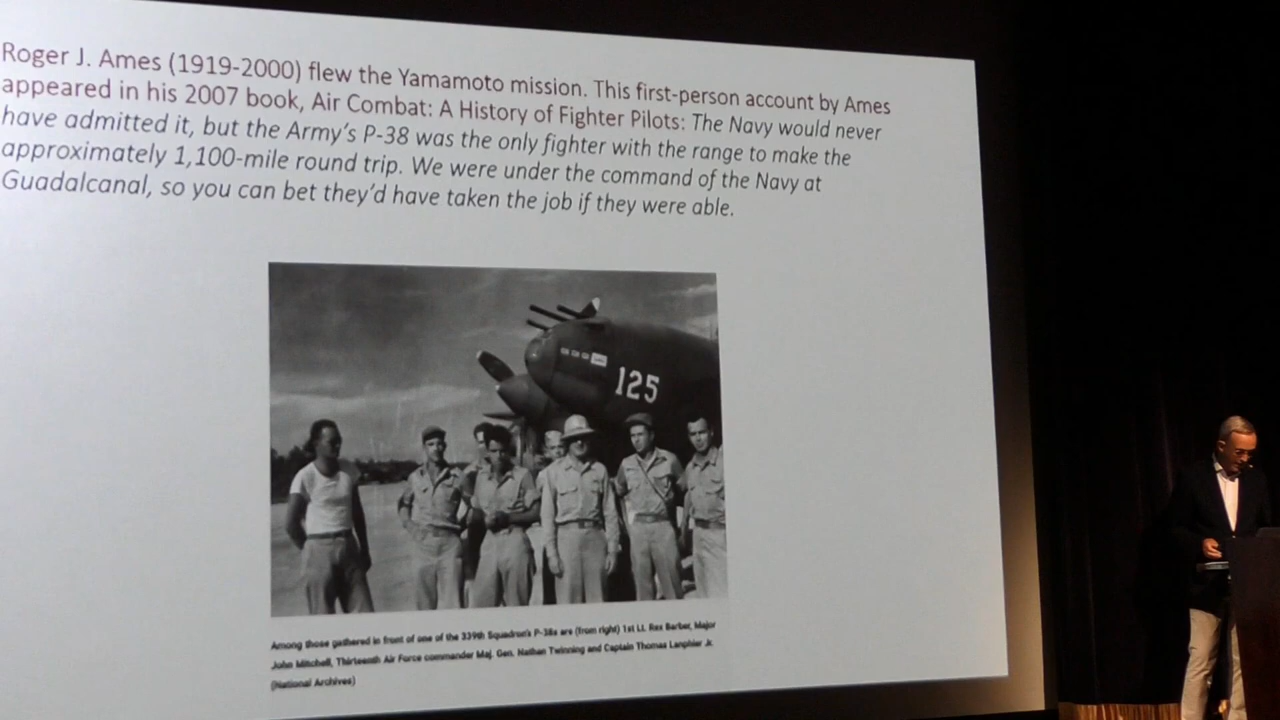 Roger J. Ames (1919-2000) flew the Yamamoto mission. This first-person account by Ames
appeared in his 2007 book, Air Combat: A History of Fighter Pilots: The Navy would never
have admitted it, but the Army's P-38 was the only fighter with the range to make the
approximately 1,100-mile round trip. We were under the command of the Navy at
Guadalcanal, so you can bet they'd have taken the job if they were able.
125
Among those gathered in front of one of the 339th Squadron's P-38s are (from right) 1st Lt. Rex Barber, Major
John Mitchell, Thirteenth Air Force commander Maj. Gen. Nathan Twinning and Captain Thomas Lanphier Jr.
(National Archives)